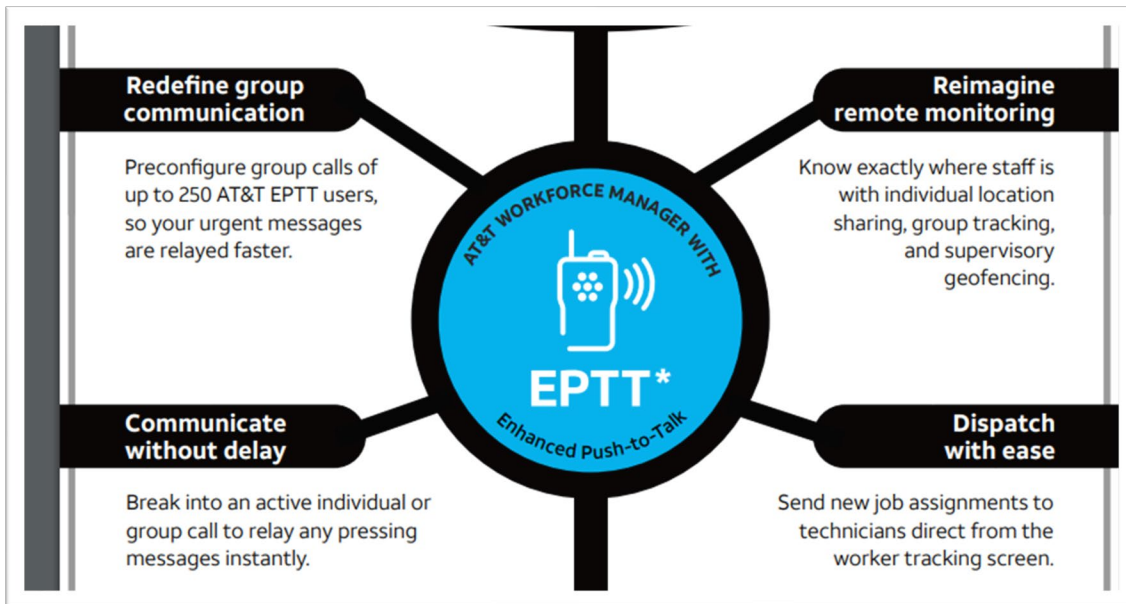 Redefine group
communication
Preconfigure group calls of
up to 250 AT&T EPTT users,
so your urgent messages
are relayed faster.
Reimagine
remote monitoring
Know exactly where staff is
with individual location
sharing, group tracking,
and supervisory
geofencing.
AT&T WORKFORCE MANAGER WITH
EPTT*
Enhanced Push-to-Talk
Communicate
without delay
Break into an active individual or
group call to relay any pressing
messages instantly.
Dispatch
with ease
Send new job assignments to
technicians direct from the
worker tracking screen.